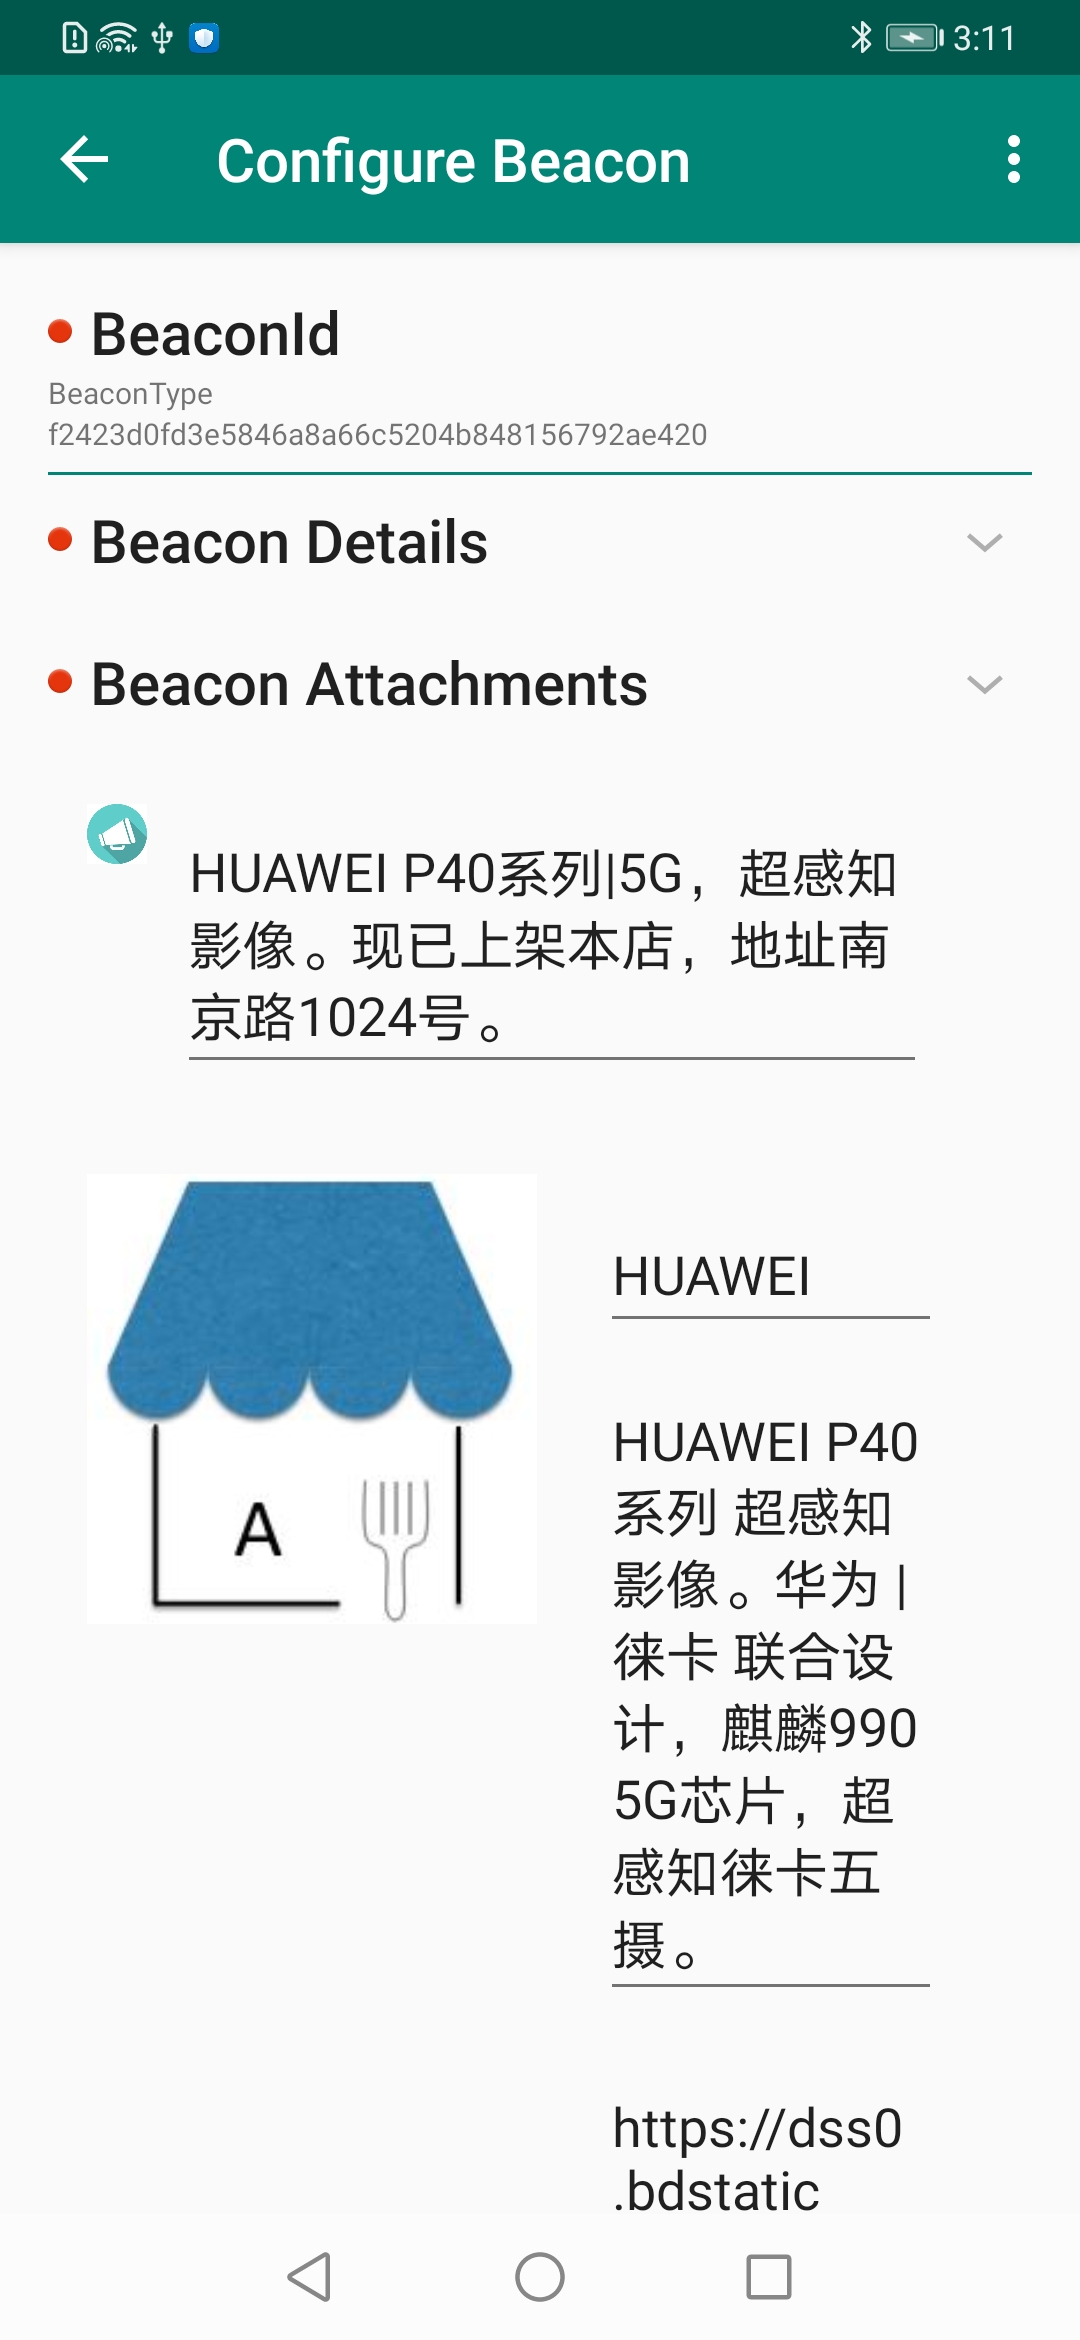 3:11
Configure Beacon
BeaconId
BeaconType
f2423d0fd3e5846a8a66c5204b848156792ae420
Beacon Details
Beacon Attachments
HUAWEI P40系列|5G，超感知
影像。现已上架本店，地址南
京路1024号。
A
HUAWEI
HUAWEI P40
系列 超感知
影像。华为 |
徕卡 联合设
计，麒麟990
5G芯片，超
感知徕卡五
摄。
https://dss0
.bdstatic